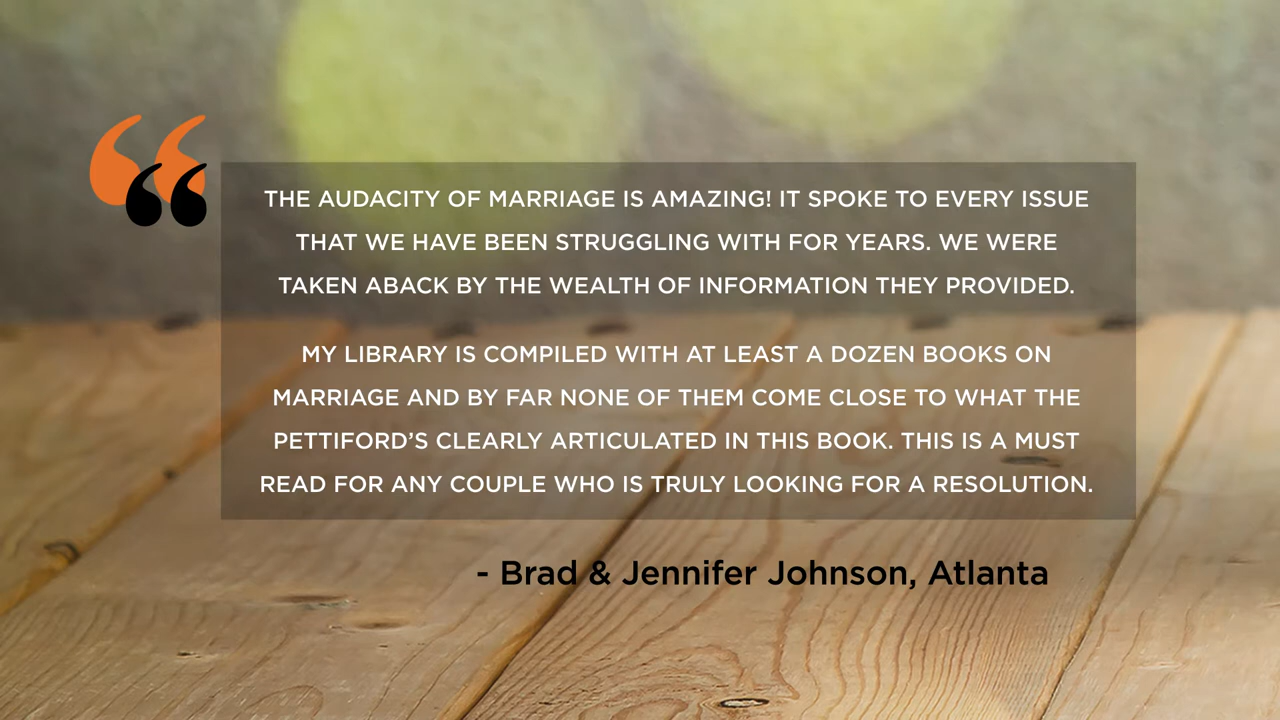 THE AUDACITY OF MARRIAGE IS AMAZING! IT SPOKE TO EVERY ISSUE
THAT WE HAVE BEEN STRUGGLING WITH FOR YEARS. WE WERE
TAKEN ABACK BY THE WEALTH OF INFORMATION THEY PROVIDED.
MY LIBRARY IS COMPILED WITH AT LEAST A DOZEN BOOKS ON
MARRIAGE AND BY FAR NONE OF THEM COME CLOSE TO WHAT THE
PETTIFORD’S CLEARLY ARTICULATED IN THIS BOOK. THIS IS A MUST
READ FOR ANY COUPLE WHO IS TRULY LOOKING FOR A RESOLUTION.
- Brad & Jennifer Johnson, Atlanta